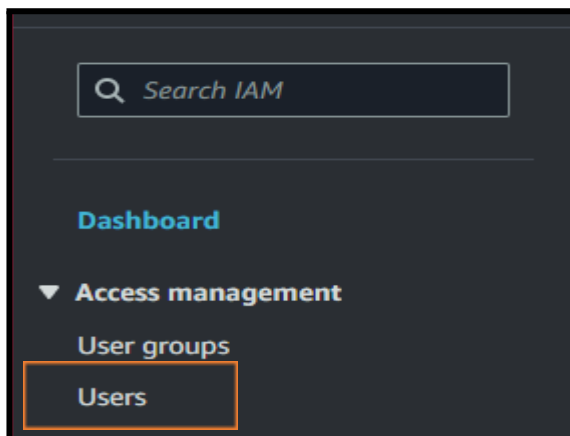 Search IAM
Dashboard
Access management
User groups
Users